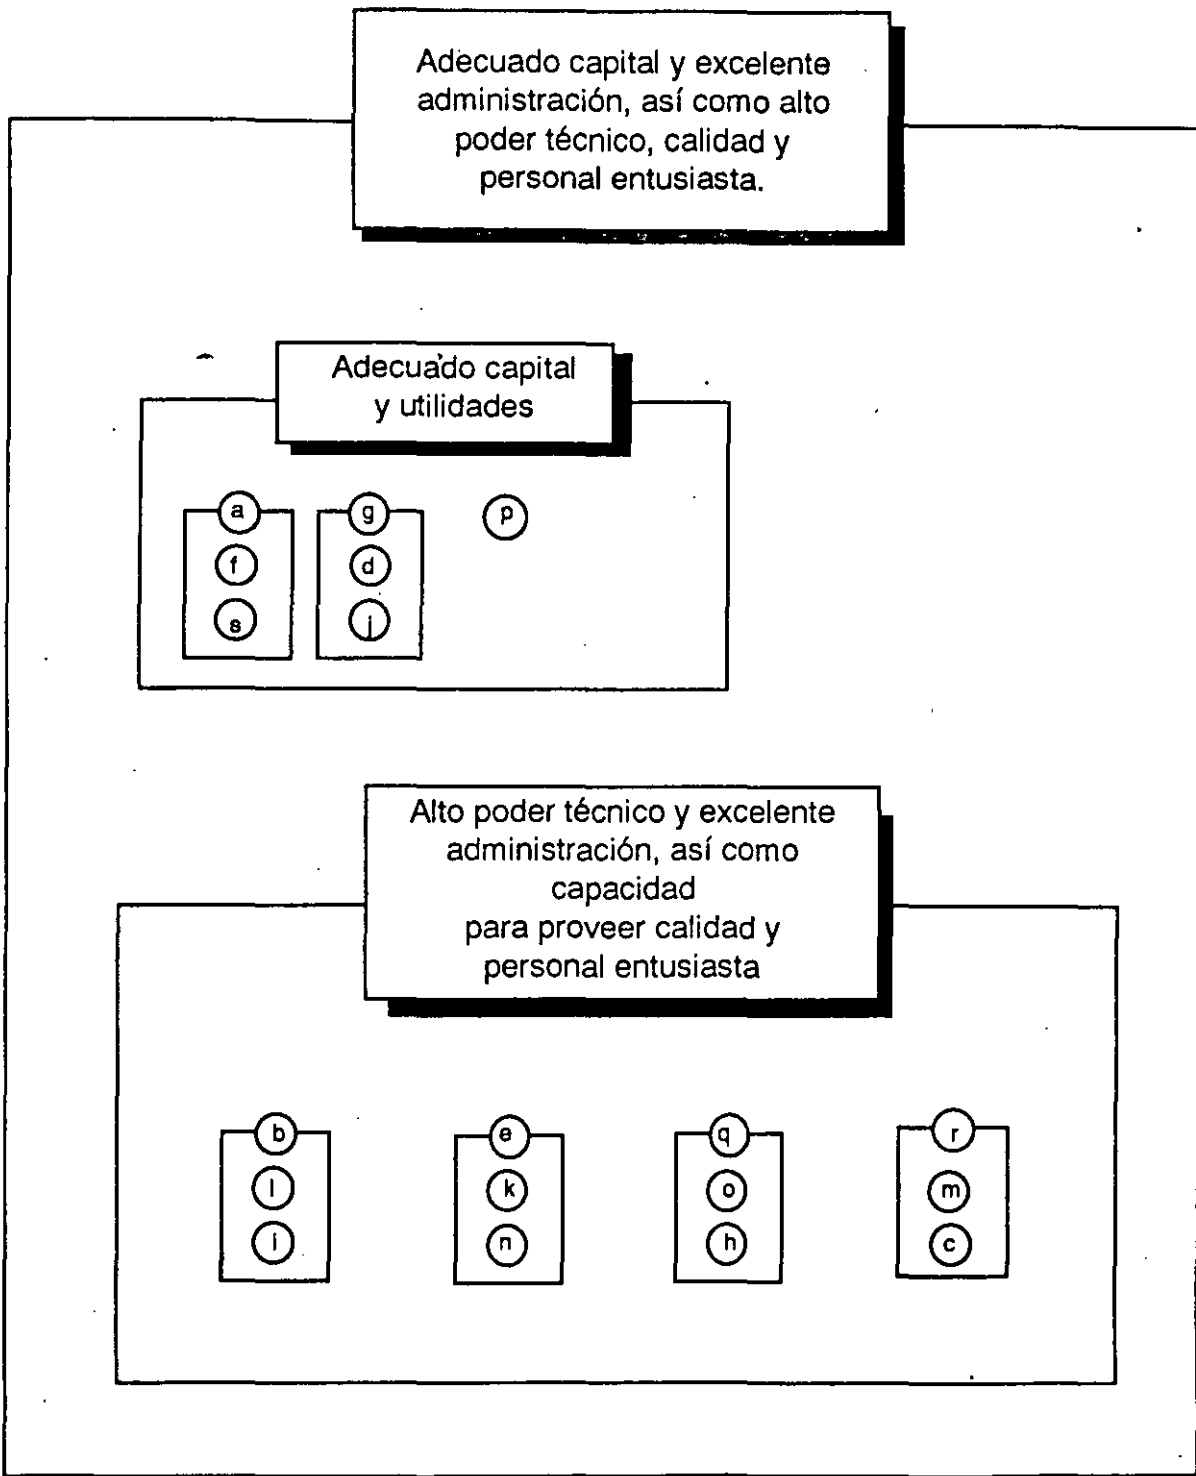 Adecuado capital y excelente
administración, así como alto
poder técnico, calidad y
personal entusiasta.
Adecuado capital
y utilidades
a
g
p
f
d
s
j
Alto poder técnico y excelente
administración, así como
capacidad
para proveer calidad y
personal entusiasta
b
e
q
r
l
k
o
m
i
n
h
c